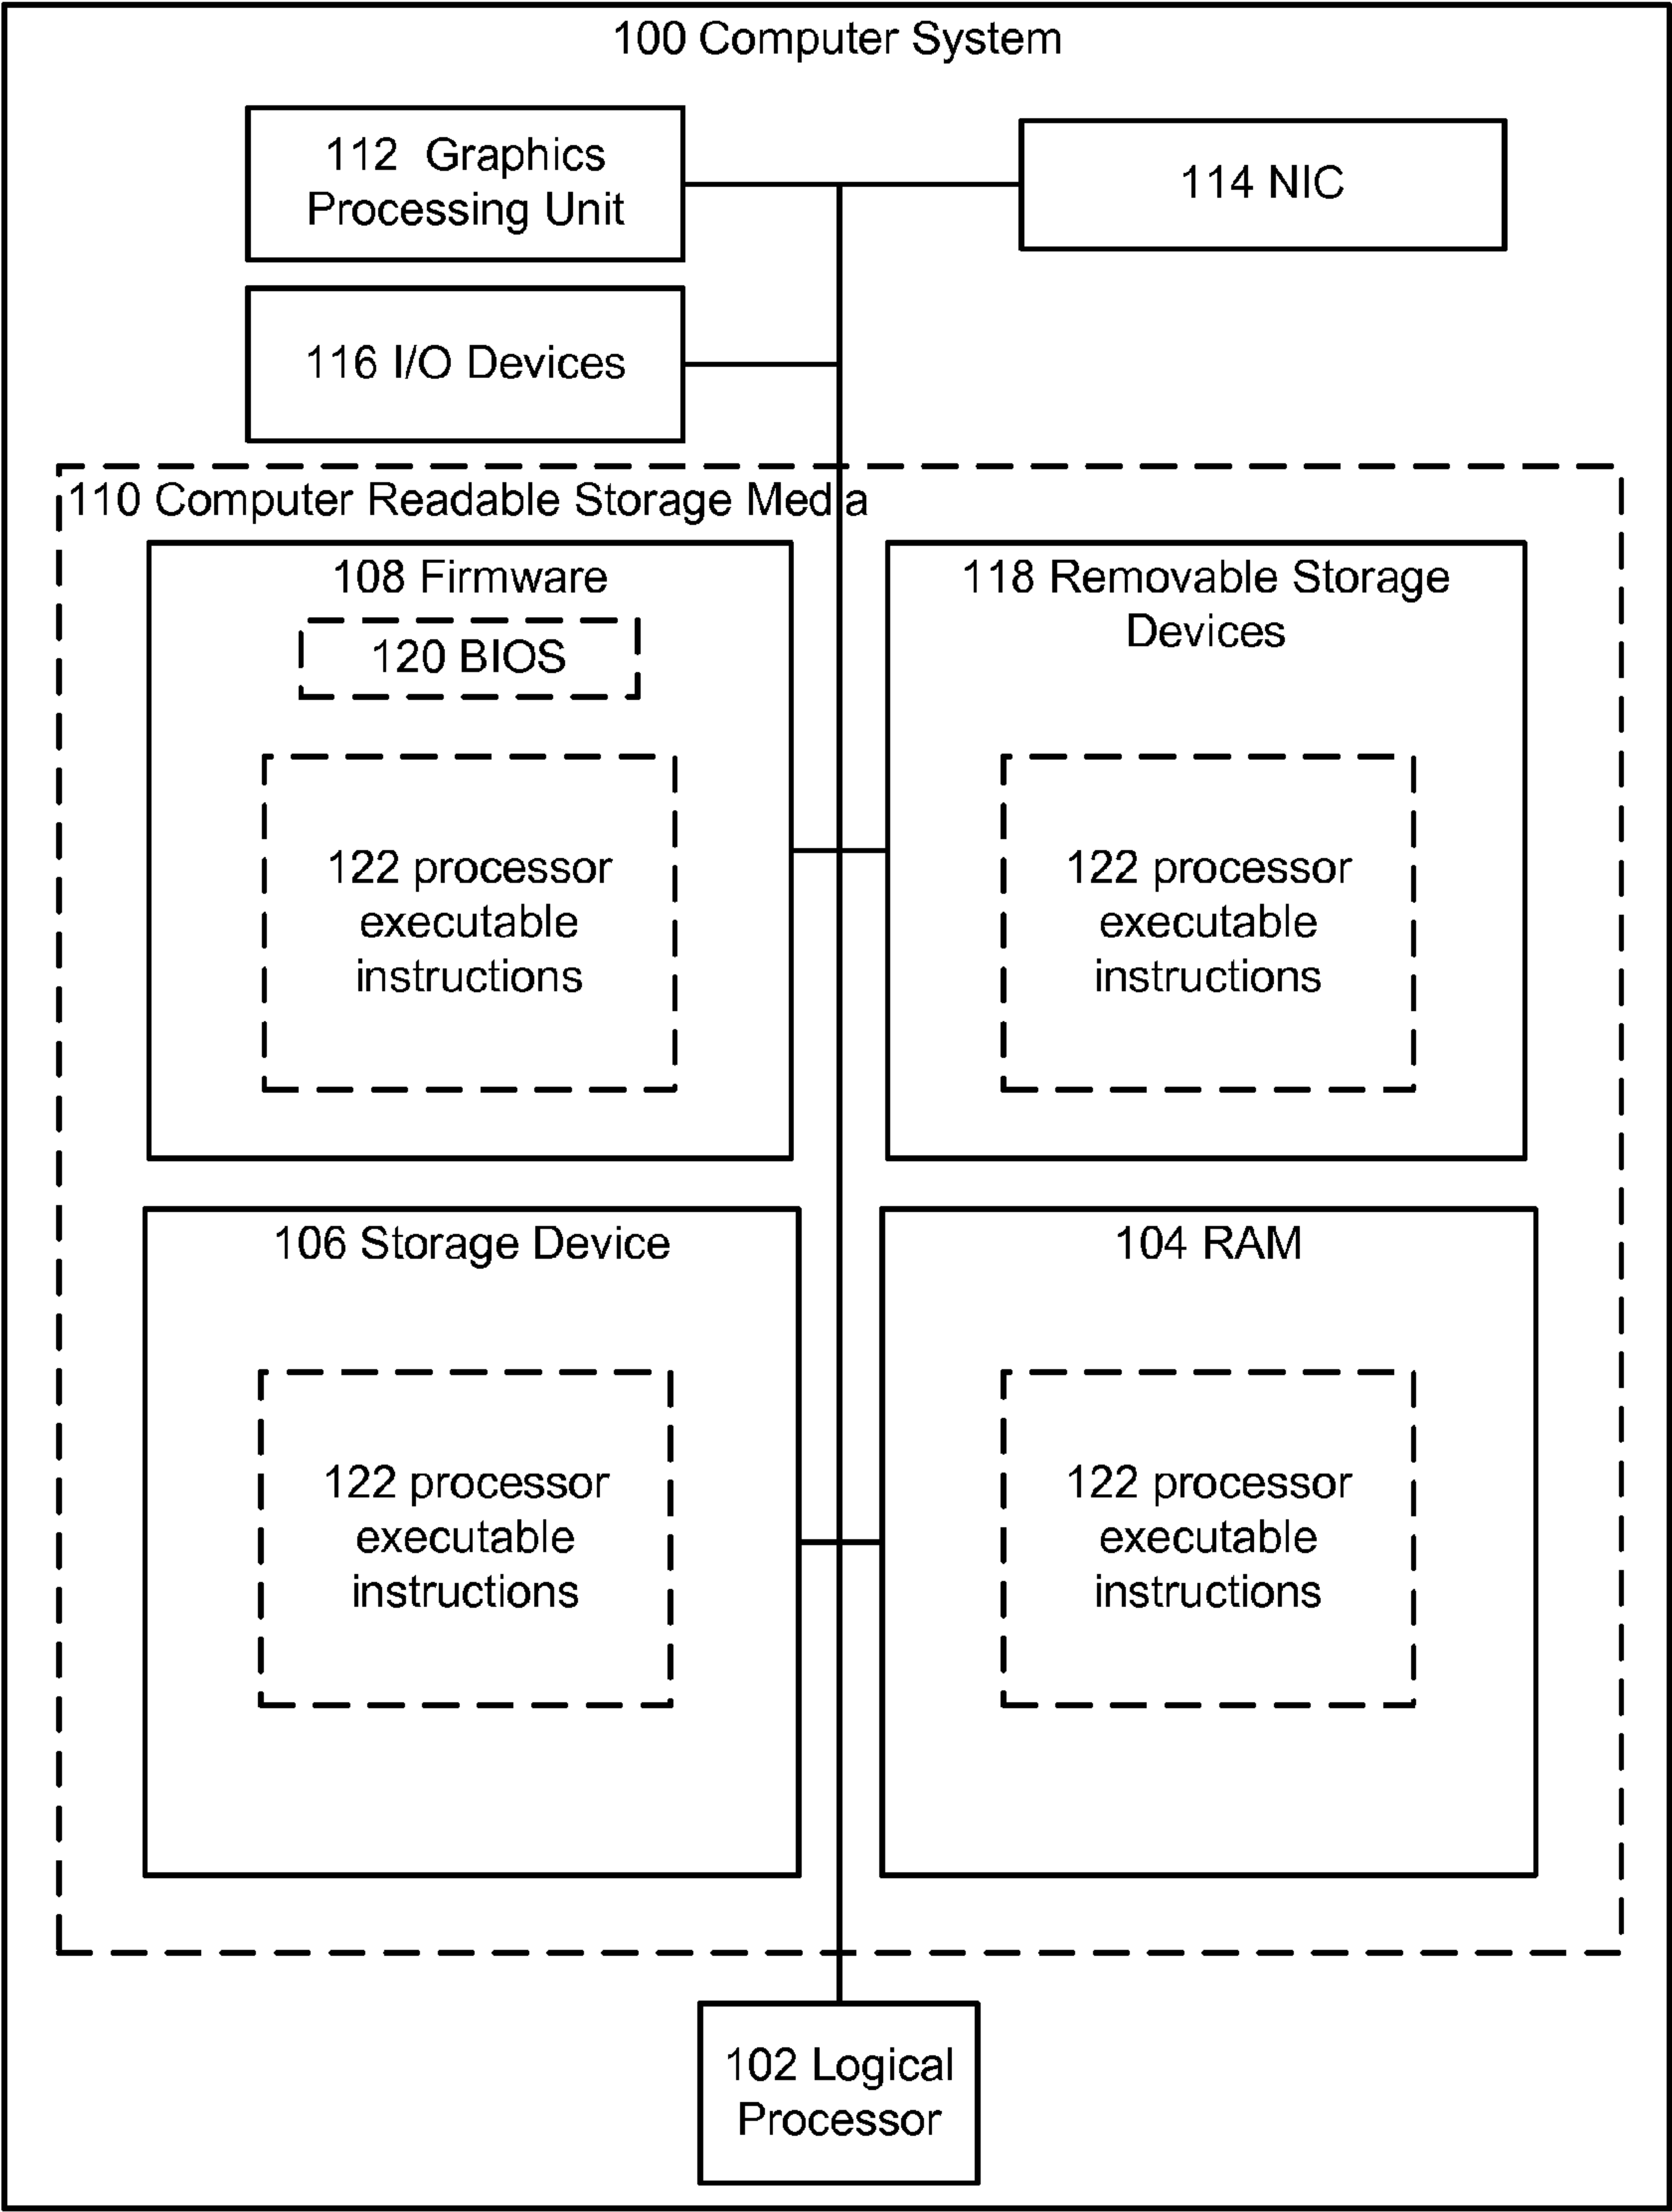 100 Computer System
112 Graphics
Processing Unit
114 NIC
116 I/O Devices
110 Computer Readable Storage Media
108 Firmware
120 BIOS
122 processor
executable
instructions
118 Removable Storage
Devices
122 processor
executable
instructions
106 Storage Device
122 processor
executable
instructions
104 RAM
122 processor
executable
instructions
102 Logical
Processor